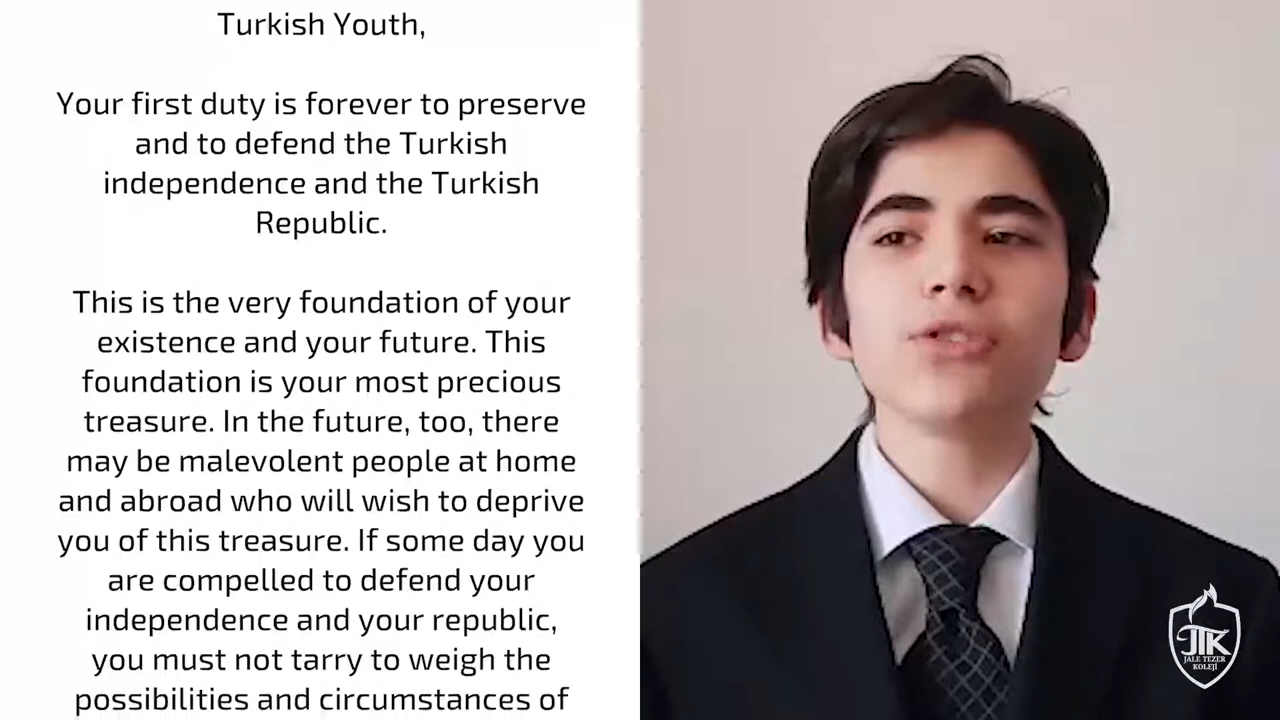 Turkish Youth,
Your first duty is forever to preserve
and to defend the Turkish
independence and the Turkish
Republic.
This is the very foundation of your
existence and your future. This
foundation is your most precious
treasure. In the future, too, there
may be malevolent people at home
and abroad who will wish to deprive
you of this treasure. If some day you
are compelled to defend your
independence and your republic,
you must not tarry to weigh the
possibilities and circumstances of
JTK
JALE TEZER
KOLEJİ